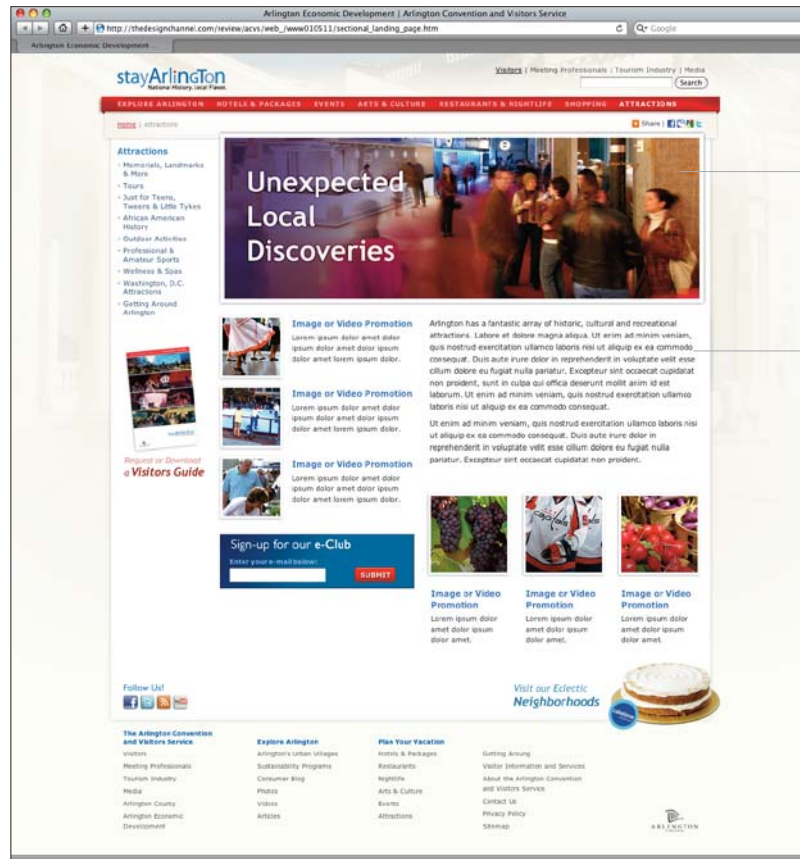 Arlington Economic Development | Arlington Convention and Visitors Service
http://thedesignchannel.com/review/acvs/web_/www010511/sectional_landing_page.htm
Google
Arlington Economic Development ...
stayArlingTon
National History. Local Flavor.
Visitors | Meeting Professionals | Tourism Industry | Media
Search
EXPLORE ARLINGTON HOTELS & PACKAGES EVENTS ARTS & CULTURE RESTAURANTS & NIGHTLIFE SHOPPING ATTRACTIONS
Home | Attractions
Share |
Attractions
Memorials, Landmarks
& More
Tours
Just for Teens,
Tweens & Little Tykes
African American
History
Outdoor Activities
Professional &
Amateur Sports
Wellness & Spas
Washington, D.C.
Attractions
Getting Around
Arlington
Request or Download
a Visitors Guide
Unexpected
Local
Discoveries
Image or Video Promotion
Lorem ipsum dolor amet dolor
ipsum dolor amet dolor ipsum
dolor amet lorem ipsum dolor.
Image or Video Promotion
Lorem ipsum dolor amet dolor
ipsum dolor amet dolor ipsum
dolor amet lorem ipsum dolor.
Image or Video Promotion
Lorem ipsum dolor amet dolor
ipsum dolor amet dolor ipsum
dolor amet lorem ipsum dolor.
Sign-up for our e-Club
Enter your e-mail below:
SUBMIT
Arlington has a fantastic array of historic, cultural and recreational
attractions. Labore et dolore magna aliqua. Ut enim ad minim veniam,
quis nostrud exercitation ullamco laboris nisi ut aliquip ex ea commodo
consequat. Duis aute irure dolor in reprehenderit in voluptate velit esse
cillum dolore eu fugiat nulla pariatur. Excepteur sint occaecat cupidatat
non proident, sunt in culpa qui officia deserunt mollit anim id est
laborum. Ut enim ad minim veniam, quis nostrud exercitation ullamco
laboris nisi ut aliquip ex ea commodo consequat.
Ut enim ad minim veniam, quis nostrud exercitation ullamco laboris nisi
ut aliquip ex ea commodo consequat. Duis aute irure dolor in
reprehenderit in voluptate velit esse cillum dolore eu fugiat nulla
pariatur. Excepteur sint occaecat cupidatat non proident.
capitals
Image or Video
Promotion
Lorem ipsum dolor
amet dolor ipsum
dolor amet.
Image or Video
Promotion
Lorem ipsum dolor
amet dolor ipsum
dolor amet.
Image or Video
Promotion
Lorem ipsum dolor
amet dolor ipsum
dolor amet.
Follow Us!
Visit our Eclectic
Neighborhoods
The Arlington Convention
and Visitors Service
Visitors
Meeting Professionals
Tourism Industry
Media
Arlington County
Arlington Economic
Development
Explore Arlington
Arlington's Urban Villages
Sustainability Programs
Consumer Blog
Photos
Videos
Articles
Plan Your Vacation
Hotels & Packages
Restaurants
Nightlife
Arts & Culture
Events
Attractions
Getting Aroung
Visitor Information and Services
About the Arlington Convention
and Visitors Service
Contact Us
Privacy Policy
Sitemap
ARLINGTON